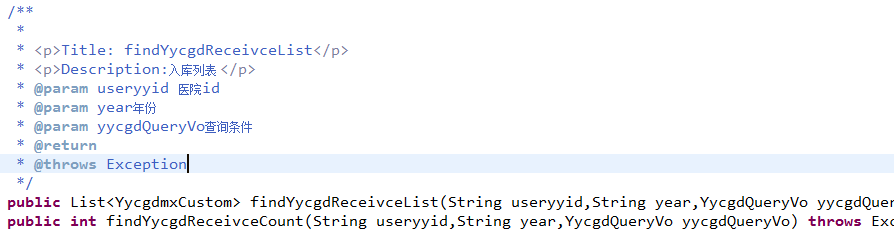 /**
*
* <p>Title: findYycgdReceivceList</p>
* <p>Description:入库列表</p>
* @param useryyid 医院id
* @param year年份
* @param yycgdQueryVo查询条件
* @return
* @throws Exception
*/
public List<YycgdmxCustom> findYycgdReceivceList(String useryyid,String year,YycgdQueryVo yycgdQuer
public int findYycgdReceivceCount(String useryyid,String year,YycgdQueryVo yycgdQueryVo) throws Exc